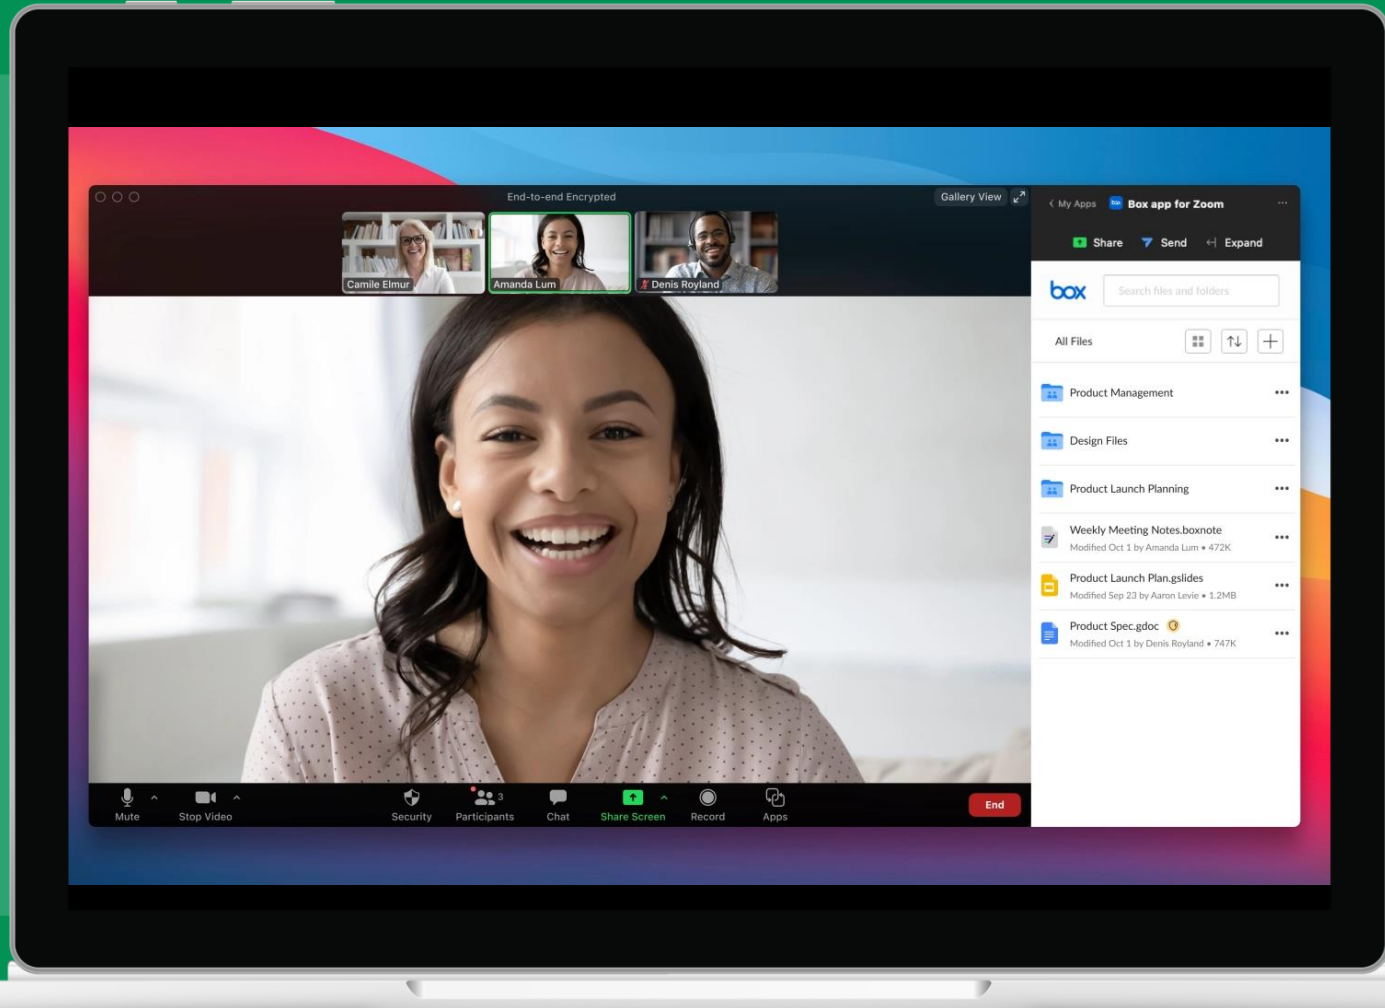 End-to-end Encrypted
Gallery View
Camile Elmur
Amanda Lum
Denis Royland
Mute
Stop Video
Security
Participants
3
Chat
Share Screen
Record
Apps
End
My Apps
box
Box app for Zoom
Share
Send
Expand
box
Search files and folders
All Files
Product Management
Design Files
Product Launch Planning
Weekly Meeting Notes.boxnote
Modified Oct 1 by Amanda Lum • 472K
Product Launch Plan.gslides
Modified Sep 23 by Aaron Levie • 1.2MB
Product Spec.gdoc
Modified Oct 1 by Denis Royland • 747K